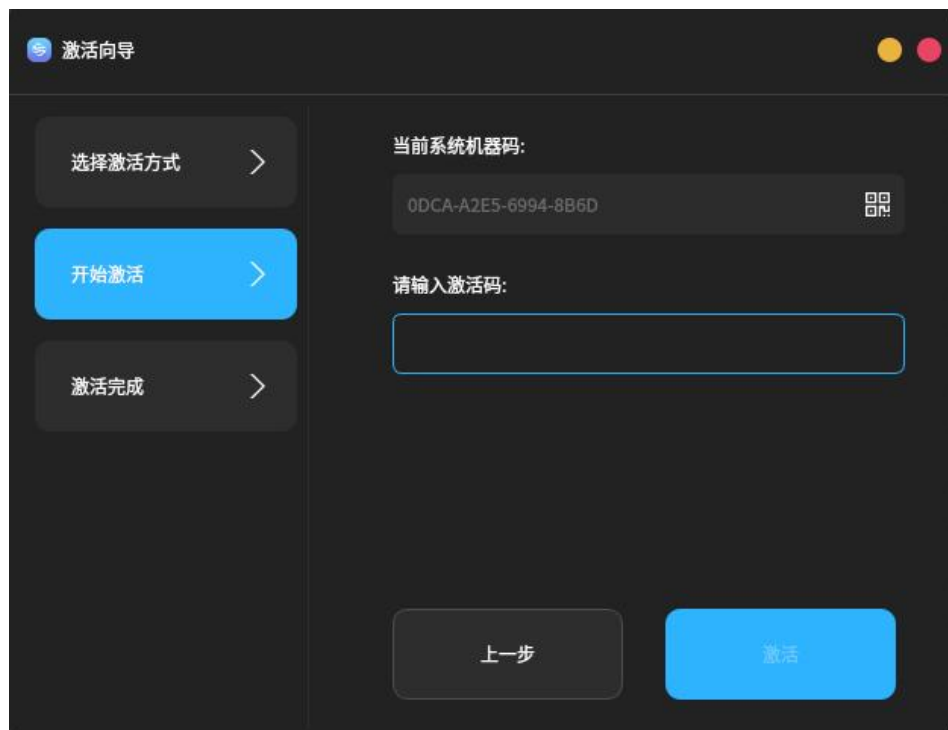 激活向导
选择激活方式
开始激活
激活完成
当前系统机器码:
0DCA-A2E5-6994-8B6D
请输入激活码:
上一步
激活